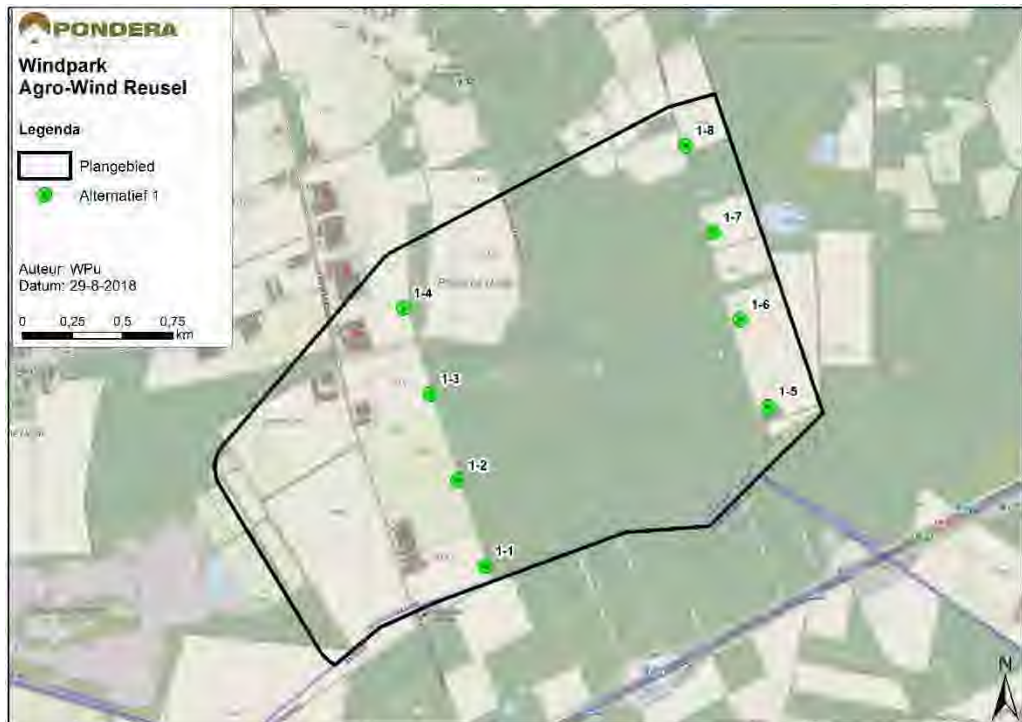 PONDERA
Windpark
Agro-Wind Reusel
Legenda
Plangebied
Alternatief 1
Auteur: WPu
Datum: 29-8-2018
0 0,25 0,5 0,75
km
1-8
1-7
1-6
1-5
1-4
1-3
1-2
1-1
N